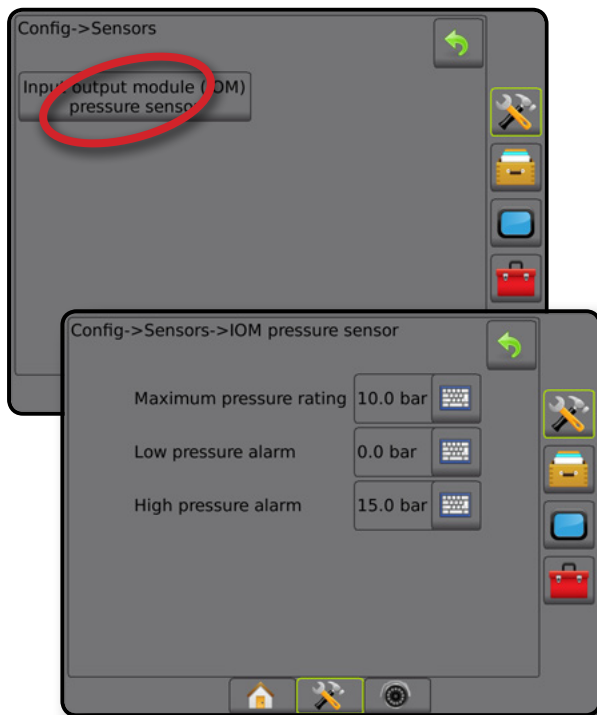 Config->Sensors
Input output module (IOM)
pressure sensor
Config->Sensors->IOM pressure sensor
Maximum pressure rating 10.0 bar
Low pressure alarm 0.0 bar
High pressure alarm 15.0 bar